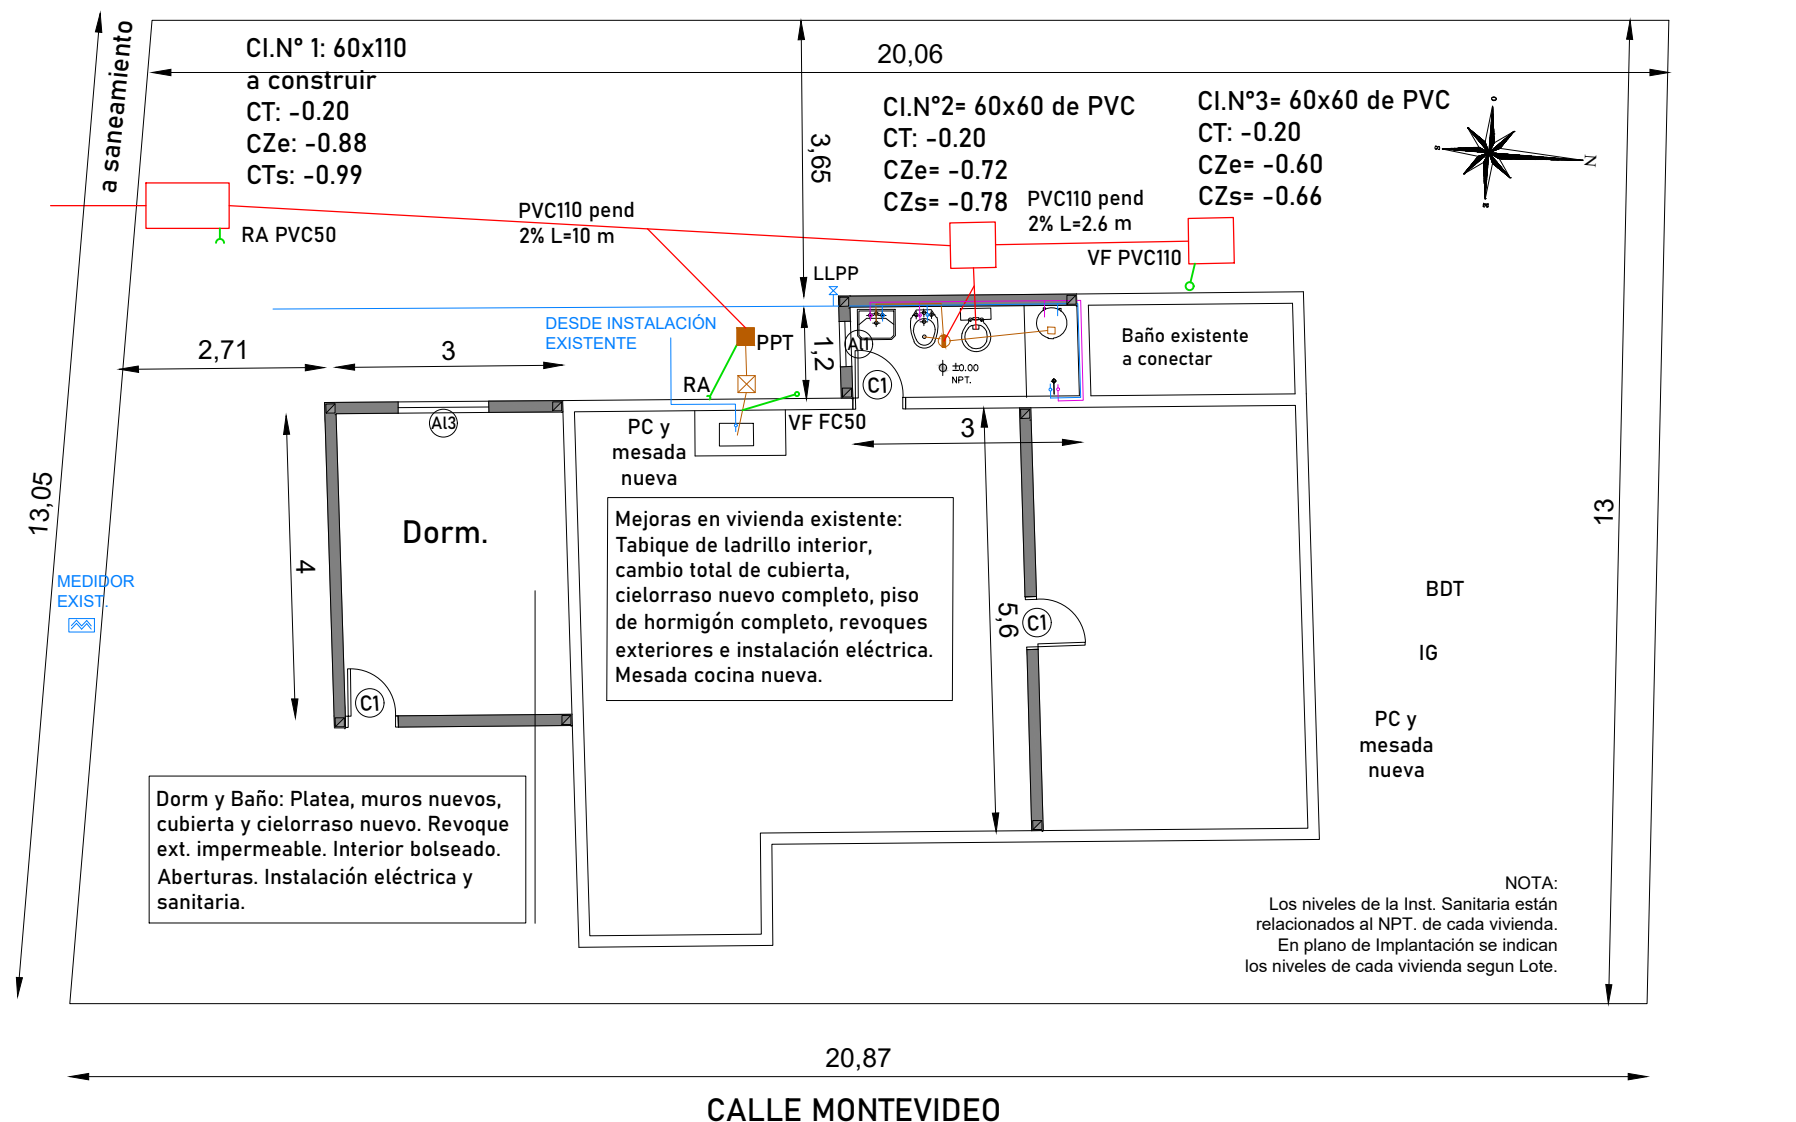 a saneamiento
CI.N° 1: 60x110
a construir
CT: -0.20
CZe: -0.88
CTs: -0.99
20,06
CI.N°2= 60x60 de PVC
CT: -0.20
CZe= -0.72
CZs= -0.78
CI.N°3= 60x60 de PVC
CT: -0.20
CZe= -0.60
CZs= -0.66
N
3,65
PVC110 pend
2% L=10 m
PVC110 pend
2% L=2.6 m
RA PVC50
VF PVC110
LLPP
DESDE INSTALACIÓN
EXISTENTE
PPT
1,2
Al1
C1
±0.00
NPT.
Baño existente
a conectar
2,71
3
RA
VF FC50
Al3
PC y
mesada
nueva
3
13,05
4
Dorm.
Mejoras en vivienda existente:
Tabique de ladrillo interior,
cambio total de cubierta,
cielorraso nuevo completo, piso
de hormigón completo, revoques
exteriores e instalación eléctrica.
Mesada cocina nueva.
5,6
C1
13
MEDIDOR
EXIST.
BDT
IG
C1
PC y
mesada
nueva
Dorm y Baño: Platea, muros nuevos,
cubierta y cielorraso nuevo. Revoque
ext. impermeable. Interior bolseado.
Aberturas. Instalación eléctrica y
sanitaria.
NOTA:
Los niveles de la Inst. Sanitaria están
relacionados al NPT. de cada vivienda.
En plano de Implantación se indican
los niveles de cada vivienda segun Lote.
20,87
CALLE MONTEVIDEO